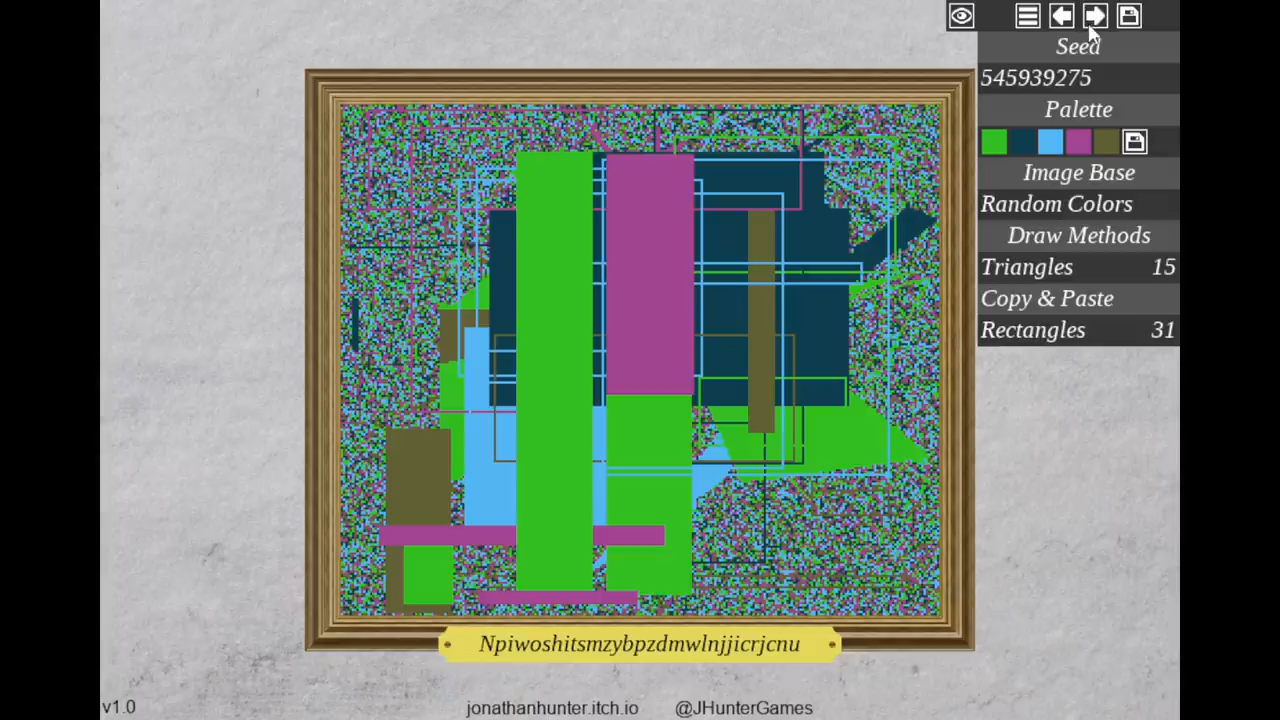 Seed
545939275
Palette
Image Base
Random Colors
Draw Methods
Triangles 15
Copy & Paste
Rectangles 31
Npiwoshitsmzybpzdmwlnjjicrjcnu
v1.0 jonathanhunter.itch.io @JHunterGames